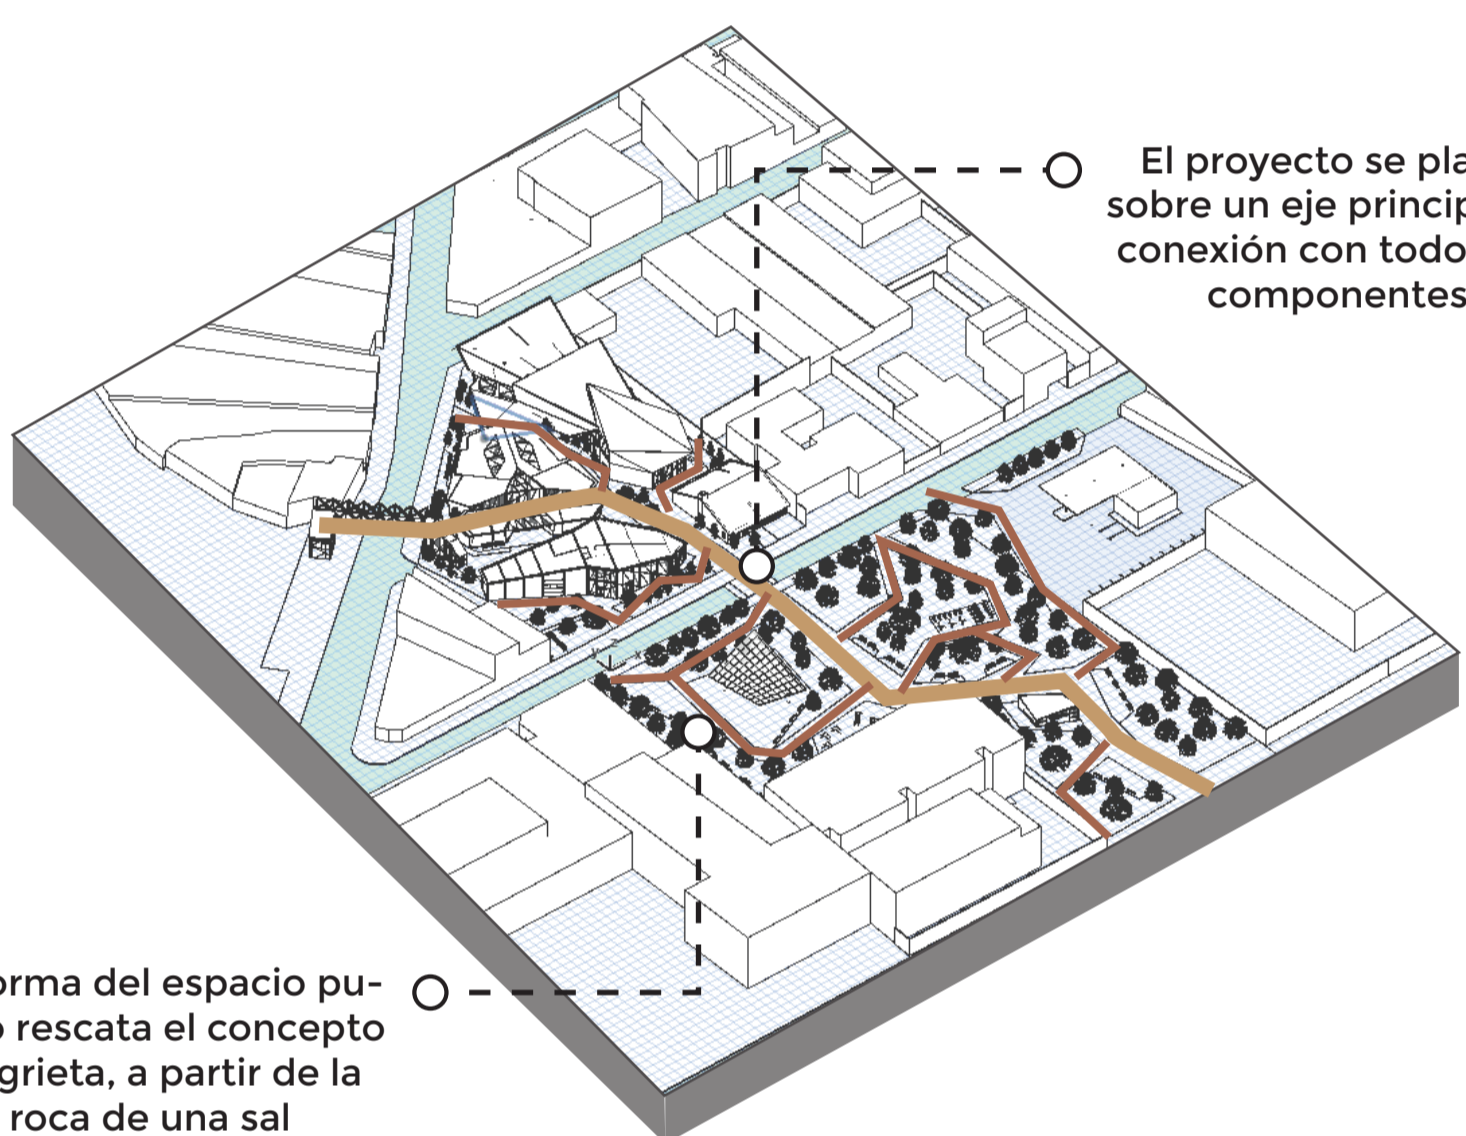 El proyecto se pla
sobre un eje princip
conexión con todo
componentes
orma del espacio pu-
o rescata el concepto
grieta, a partir de la
roca de una sal